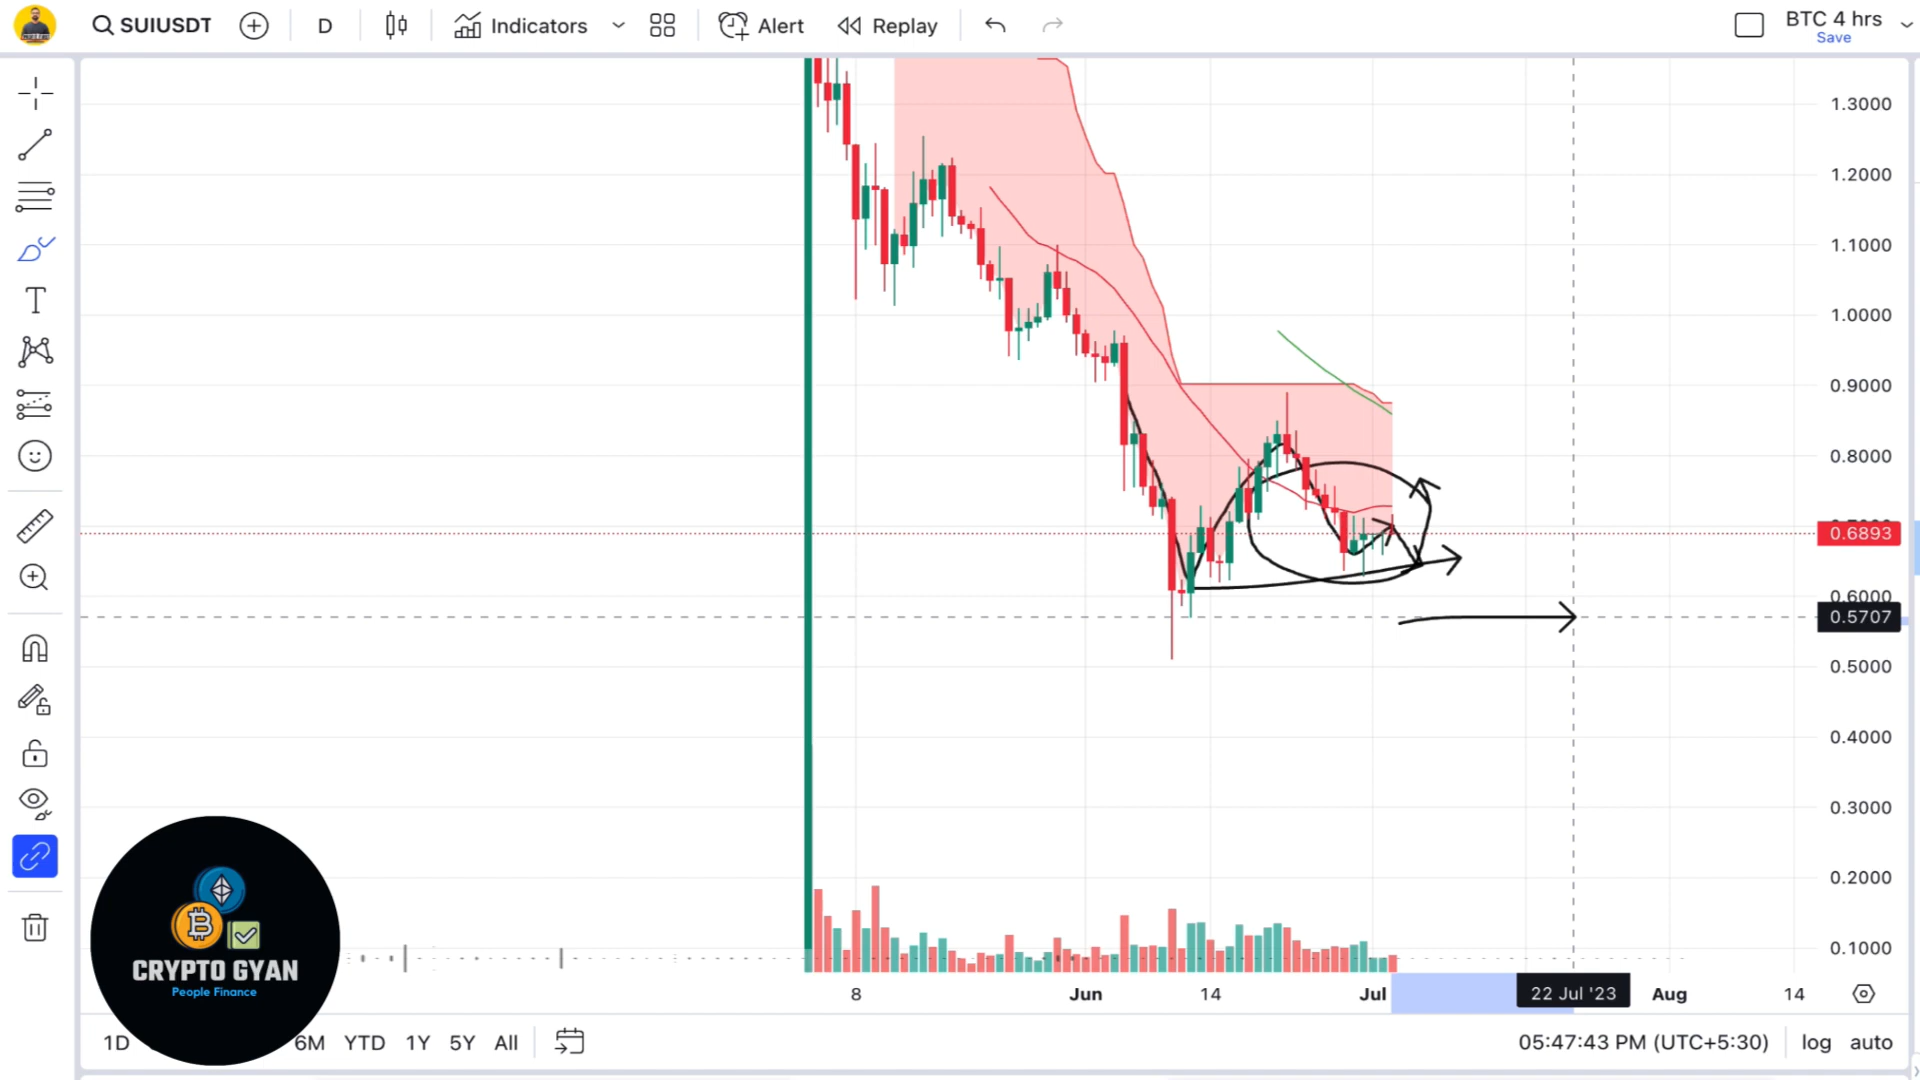 SUIUSDT D Indicators Alert Replay BTC 4 hrs
Save
1.3000
1.2000
1.1000
1.0000
0.9000
0.8000
0.6893
0.6000
0.5707
0.5000
0.4000
0.3000
0.2000
0.1000
CRYPTO GYAN
People Finance
8 Jun 14 Jul 22 Jul '23 Aug 14
1D 6M YTD 1Y 5Y All 05:47:43 PM (UTC+5:30) log auto